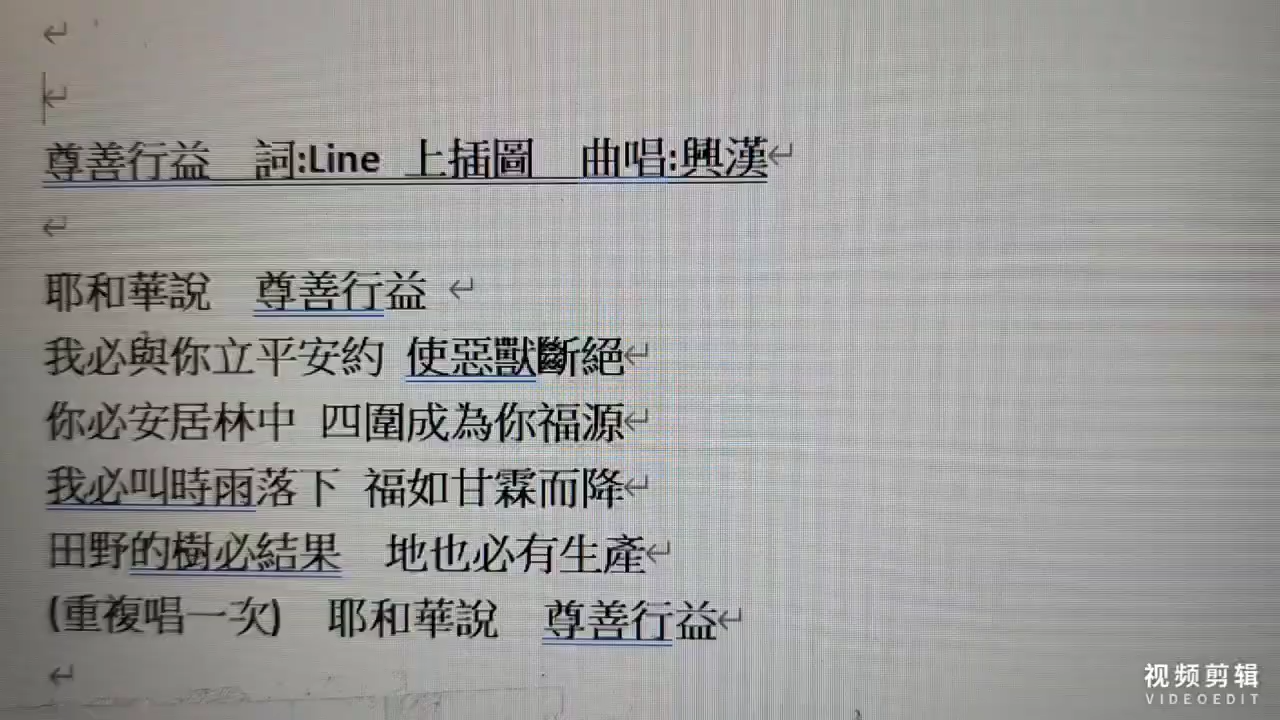 尊善行益　詞:Line 上插圖　曲唱:興漢
耶和華說　尊善行益
我必與你立平安約 使惡獸斷絕
你必安居林中 四圍成為你福源
我必叫時雨落下 福如甘霖而降
田野的樹必結果　地也必有生產
(重複唱一次)　耶和華說　尊善行益
视频剪辑
VIDEOEDIT